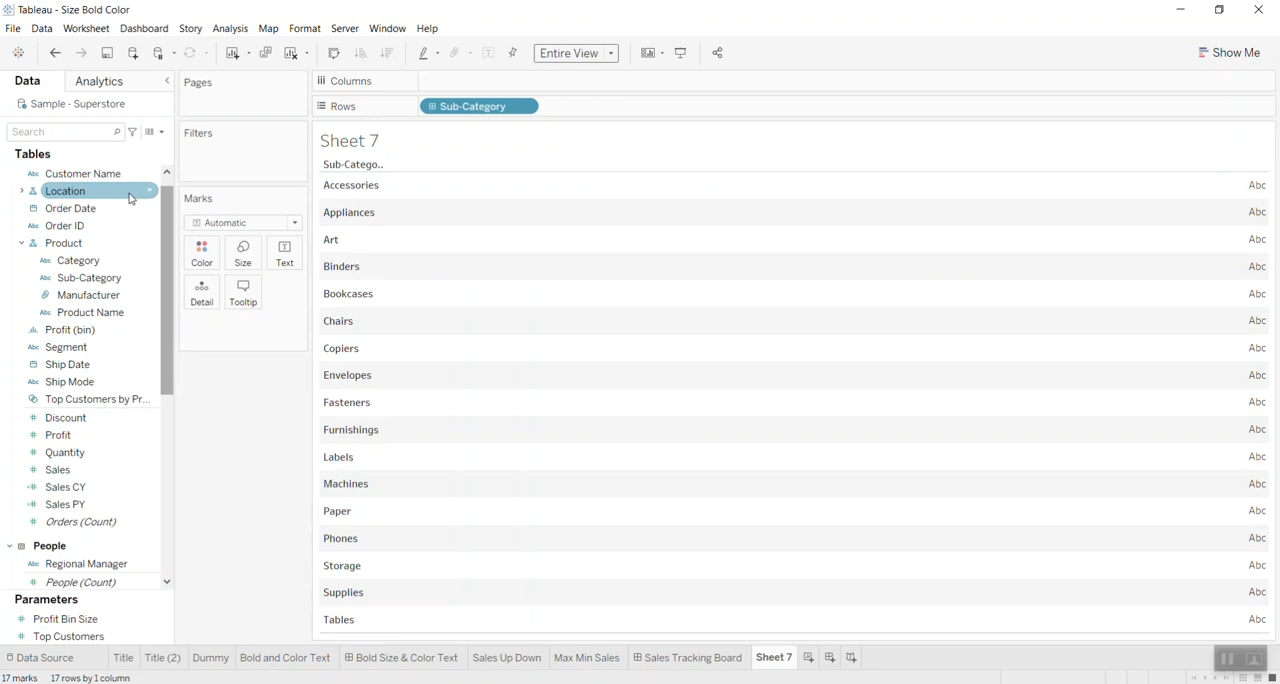 Tableau - Size Bold Color
File Data Worksheet Dashboard Story Analysis Map Format Server Window Help
Entire View
Show Me
Data Analytics
Sample - Superstore
Search
Tables
Abc Customer Name
Location
Order Date
Abc Order ID
Product
Abc Category
Abc Sub-Category
Manufacturer
Abc Product Name
Profit (bin)
Abc Segment
Ship Date
Abc Ship Mode
Top Customers by Pr...
# Discount
# Profit
# Quantity
# Sales
=# Sales CY
=# Sales PY
# Orders (Count)
People
Abc Regional Manager
# People (Count)
Parameters
# Profit Bin Size
# Top Customers
Pages
Filters
Marks
Automatic
Color Size Text
Detail Tooltip
Columns
Rows Sub-Category
Sheet 7
Sub-Catego..
Accessories Abc
Appliances Abc
Art Abc
Binders Abc
Bookcases Abc
Chairs Abc
Copiers Abc
Envelopes Abc
Fasteners Abc
Furnishings Abc
Labels Abc
Machines Abc
Paper Abc
Phones Abc
Storage Abc
Supplies Abc
Tables Abc
Data Source Title Title (2) Dummy Bold and Color Text Bold Size & Color Text Sales Up Down Max Min Sales Sales Tracking Board Sheet 7
17 marks 17 rows by 1 column